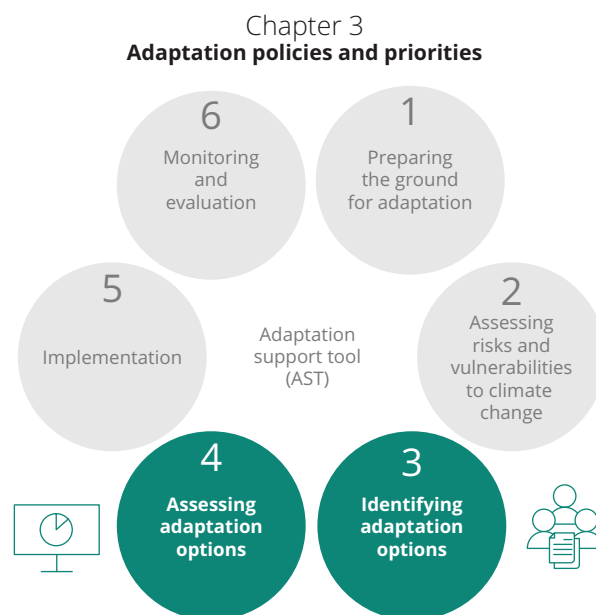 Chapter 3
Adaptation policies and priorities
6
Monitoring
and
evaluation
1
Preparing
the ground
for adaptation
5
Implementation
Adaptation
support tool
(AST)
2
Assessing
risks and
vulnerabilities
to climate
change
4
Assessing
adaptation
options
3
Identifying
adaptation
options